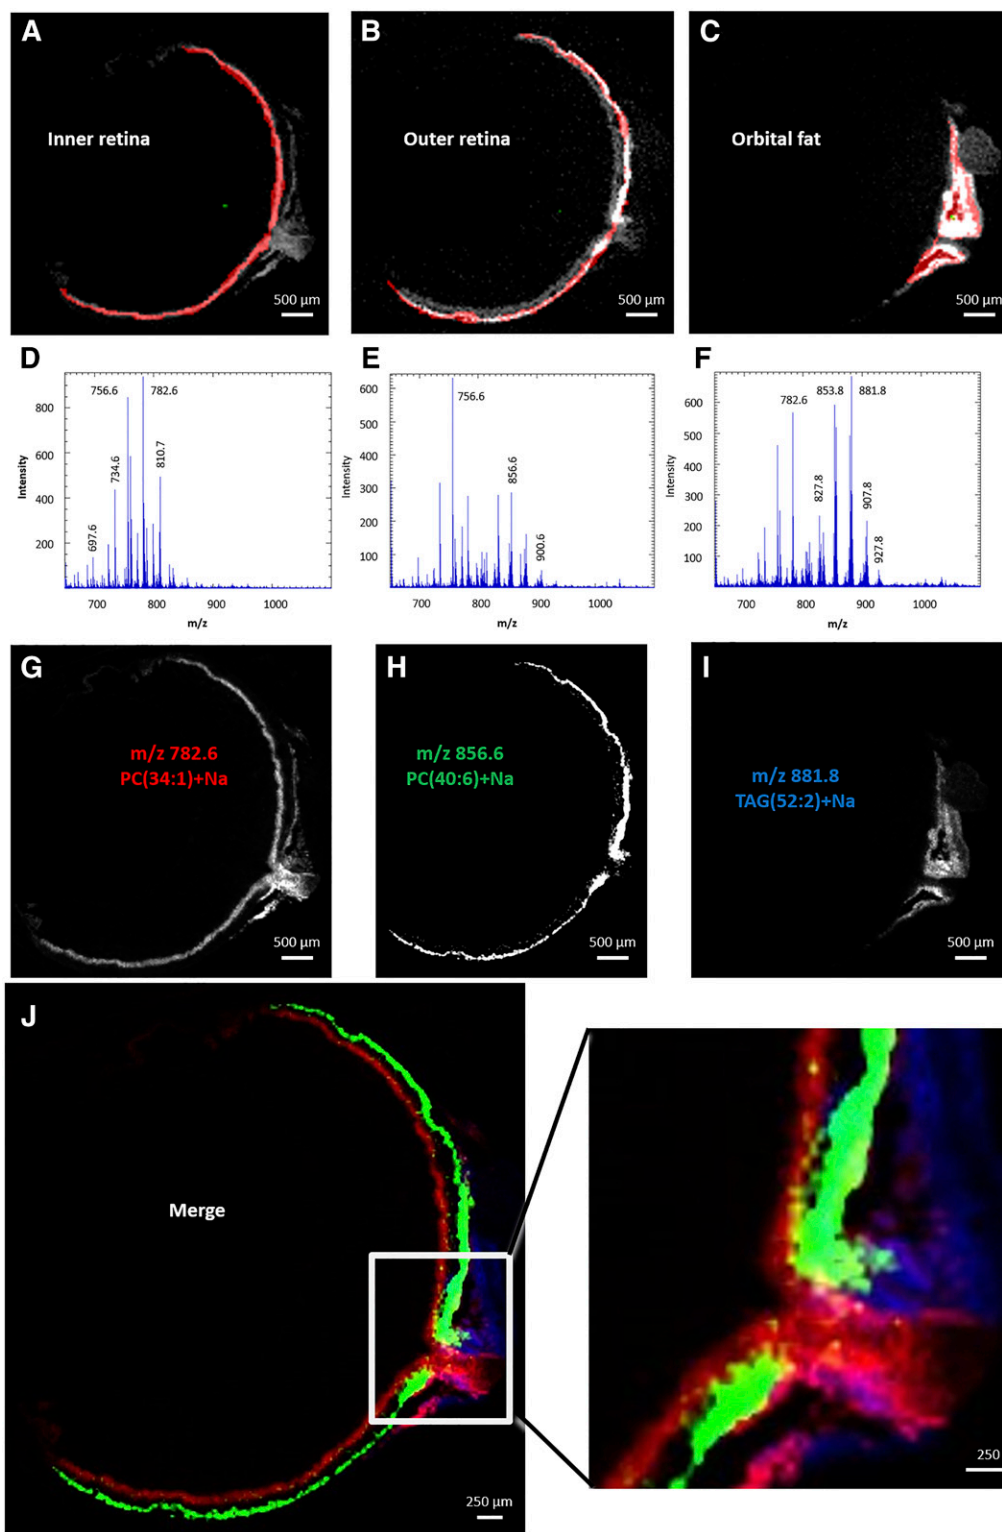 A
Inner retina
500 µm
B
Outer retina
500 µm
C
Orbital fat
500 µm
D
Intensity
800
600
400
200
756.6
782.6
734.6
810.7
697.6
700
800
900
1000
m/z
E
Intensity
600
500
400
300
200
100
756.6
856.6
900.6
700
800
900
1000
m/z
F
Intensity
600
500
400
300
200
100
782.6
853.8
881.8
827.8
907.8
927.8
700
800
900
1000
m/z
G
m/z 782.6
PC(34:1)+Na
500 µm
H
m/z 856.6
PC(40:6)+Na
500 µm
I
m/z 881.8
TAG(52:2)+Na
500 µm
J
Merge
250 µm
250